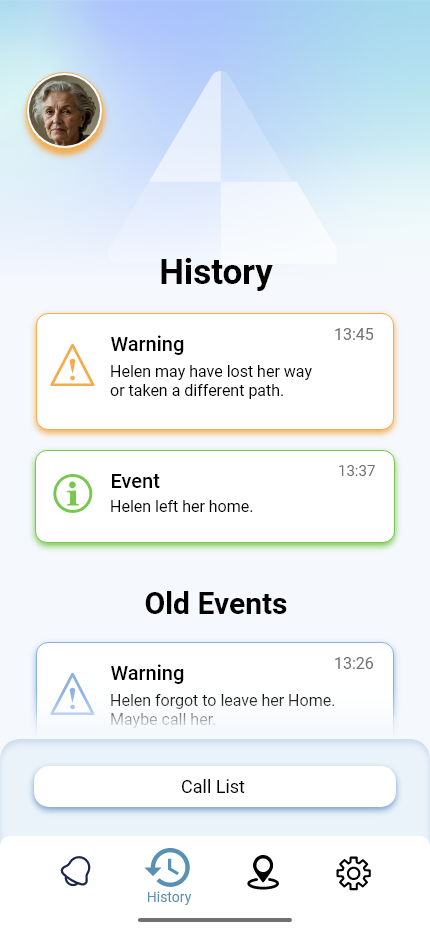 History
Warning
13:45
Helen may have lost her way
or taken a different path.
Event
13:37
Helen left her home.
Old Events
Warning
13:26
Helen forgot to leave her Home.
Maybe call her.
Call List
History